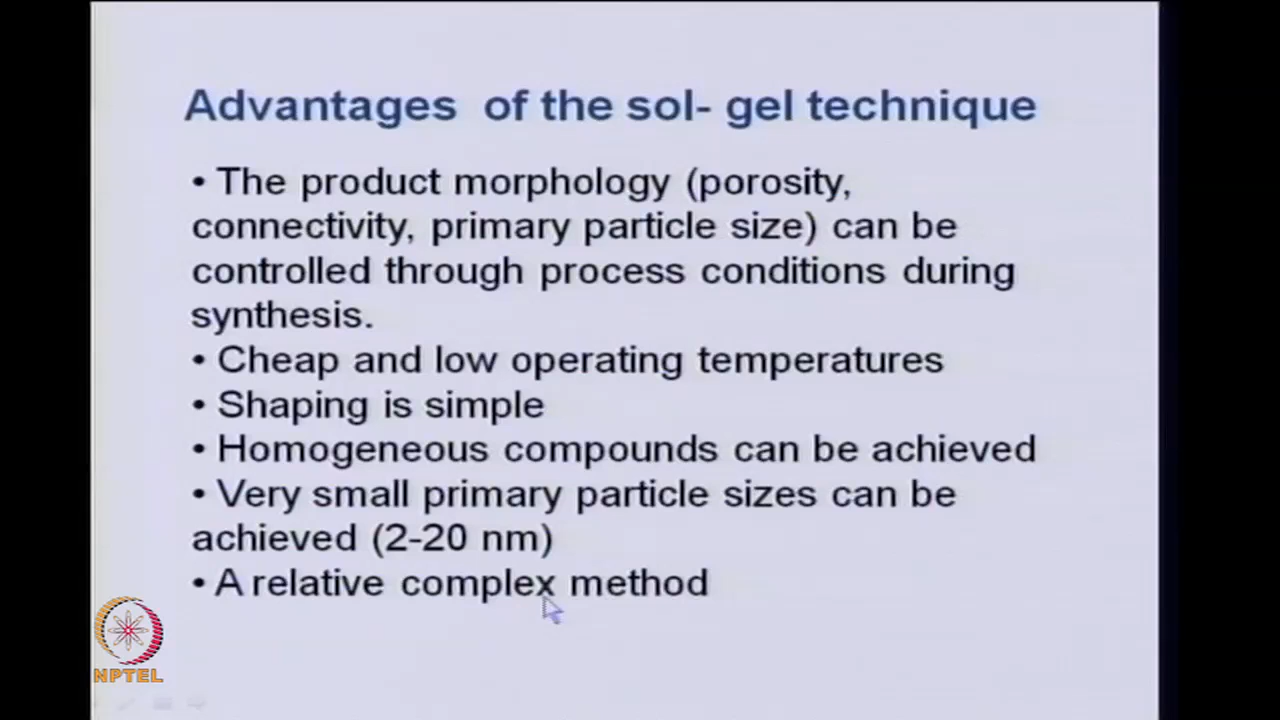 Advantages of the sol- gel technique
• The product morphology (porosity,
connectivity, primary particle size) can be
controlled through process conditions during
synthesis.
• Cheap and low operating temperatures
• Shaping is simple
• Homogeneous compounds can be achieved
• Very small primary particle sizes can be
achieved (2-20 nm)
• A relative complex method
NPTEL